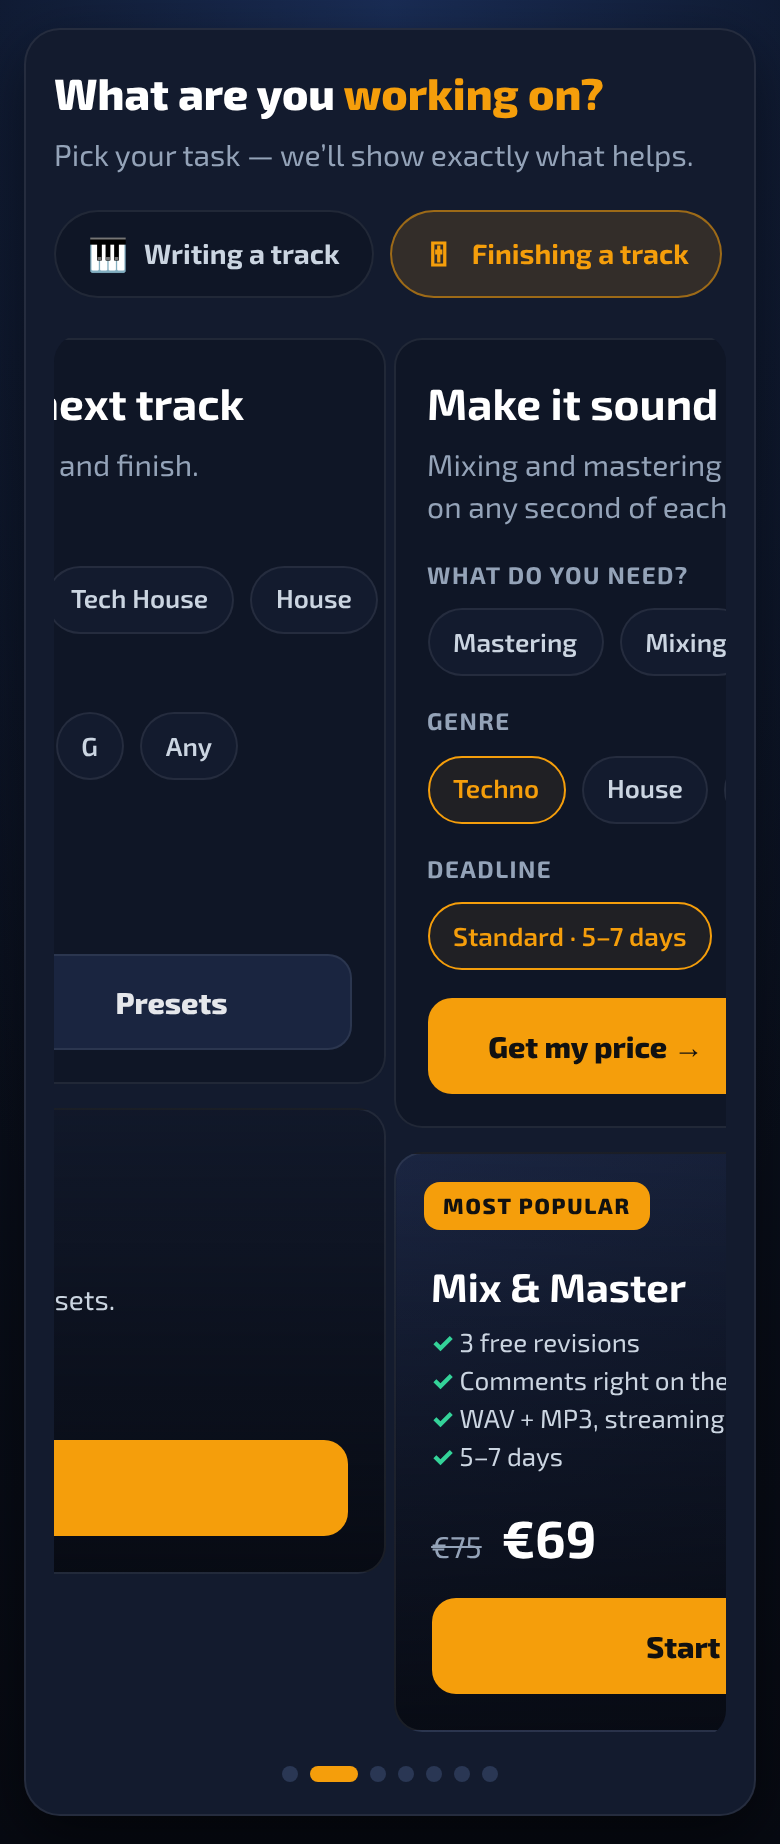 What are you working on?
Pick your task — we'll show exactly what helps.
Writing a track
Finishing a track
next track
and finish.
Tech House
House
G
Any
Presets
sets.
Make it sound
Mixing and mastering
on any second of each
WHAT DO YOU NEED?
Mastering
Mixing
GENRE
Techno
House
DEADLINE
Standard · 5–7 days
Get my price →
MOST POPULAR
Mix & Master
✓ 3 free revisions
✓ Comments right on the
✓ WAV + MP3, streaming
✓ 5–7 days
€75 €69
Start